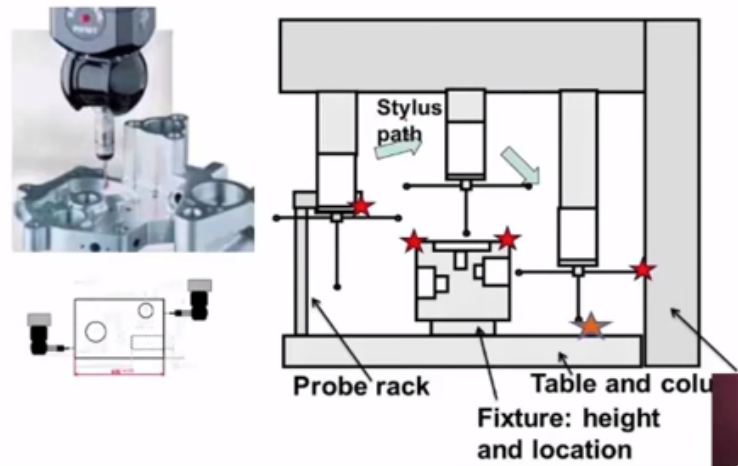 Stylus
path
Probe rack
Table and colu
Fixture: height
and location